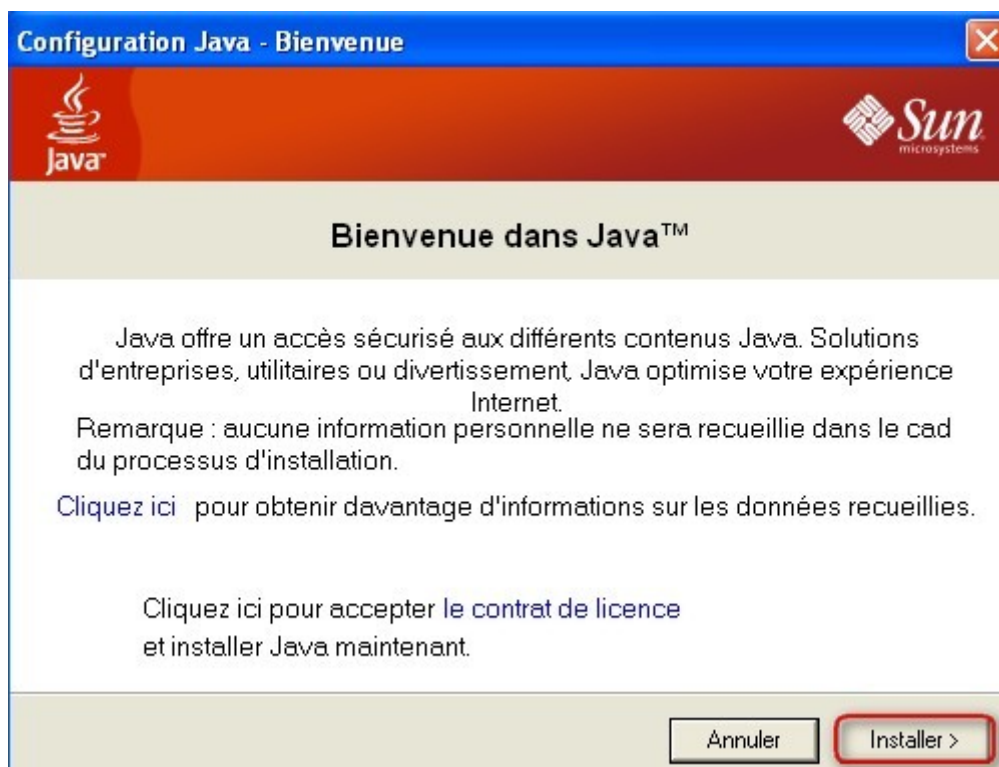 Configuration Java - Bienvenue
Java
Sun
microsystems
Bienvenue dans Java™
Java offre un accès sécurisé aux différents contenus Java. Solutions
d'entreprises, utilitaires ou divertissement, Java optimise votre expérience
Internet.
Remarque : aucune information personnelle ne sera recueillie dans le cad
du processus d'installation.
Cliquez ici pour obtenir davantage d'informations sur les données recueillies.
Cliquez ici pour accepter le contrat de licence
et installer Java maintenant.
Annuler
Installer >